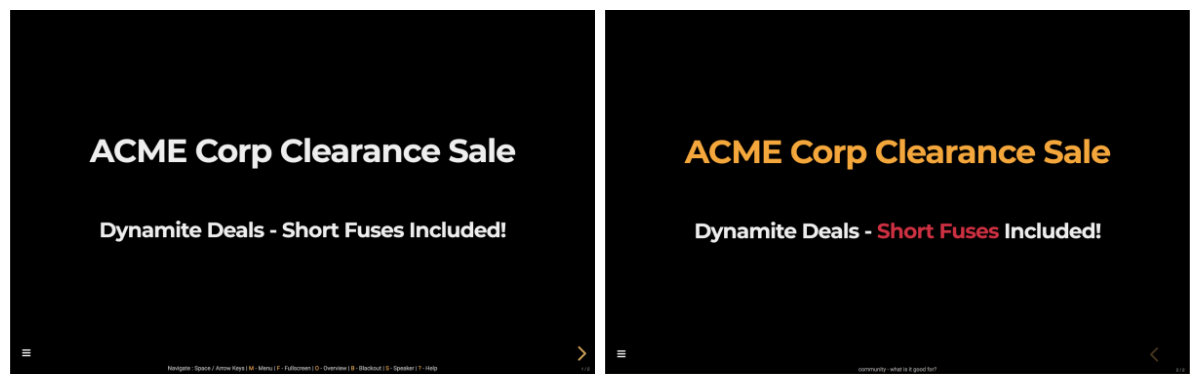 ACME Corp Clearance Sale
Dynamite Deals - Short Fuses Included!
Navigate : Space / Arrow Keys | M - Menu | F - Fullscreen | O - Overview | B - Blackout | S - Speaker | ? - Help
1 / 2
ACME Corp Clearance Sale
Dynamite Deals - Short Fuses Included!
community - what is it good for?
2 / 2